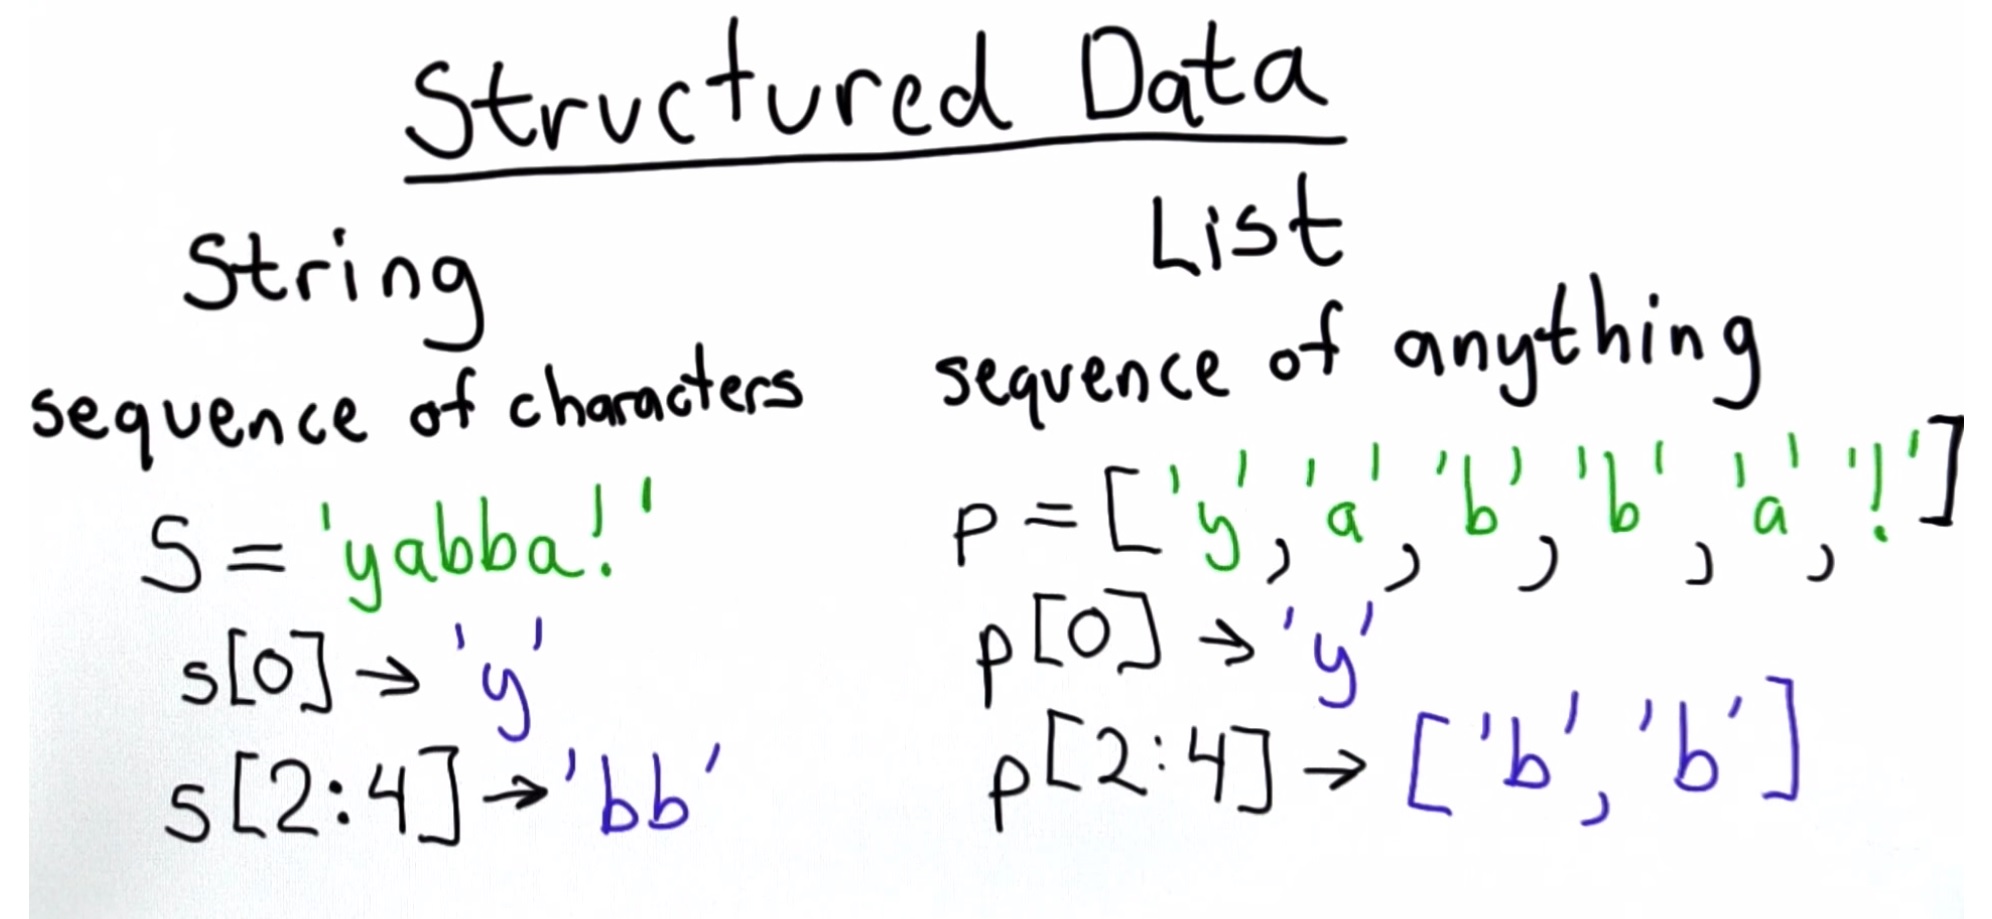 Structured Data
String
sequence of characters
S = 'yabba!'
s[0] → 'y'
s[2:4] → 'bb'
List
sequence of anything
p = ['y', 'a', 'b', 'b', 'a', '!']
p[0] → 'y'
p[2:4] → ['b', 'b']